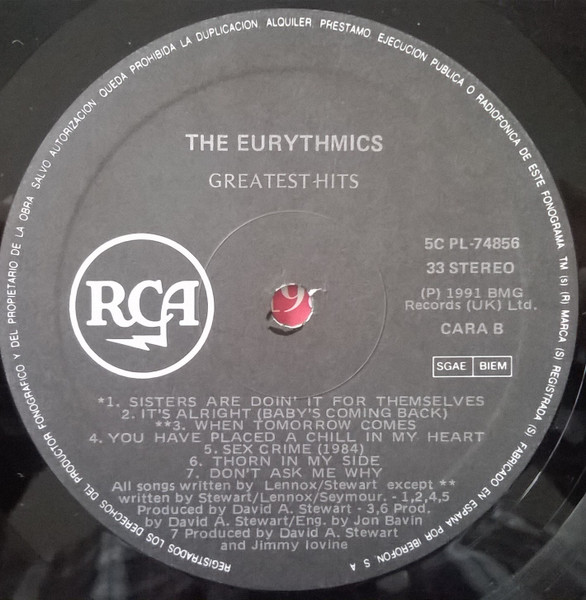 REGISTRADOS LOS DERECHOS DEL PRODUCTOR FONOGRAFICO Y DEL PROPIETARIO DE LA OBRA SALVO AUTORIZACION QUEDA PROHIBIDA LA DUPLICACION, ALQUILER, PRESTAMO, EJECUCION PUBLICA O RADIOFONICA DE ESTE FONOGRAMA TM (S) (R) MARCA (S) REGISTRADA (S) FABRICADO EN ESPAÑA POR IBEROFON, S. A
THE EURYTHMICS
GREATEST HITS
RCA
5C PL-74856
33 STEREO
(P) 1991 BMG
Records (UK) Ltd.
CARA B
SGAE BIEM
*1. SISTERS ARE DOIN' IT FOR THEMSELVES
2. IT'S ALRIGHT (BABY'S COMING BACK)
**3. WHEN TOMORROW COMES
4. YOU HAVE PLACED A CHILL IN MY HEART
5. SEX CRIME (1984)
6. THORN IN MY SIDE
7. DON'T ASK ME WHY
All songs written by Lennox/Stewart except **
written by Stewart/Lennox/Seymour. - 1,2,4,5
Produced by David A. Stewart - 3,6 Prod.
by David A. Stewart/Eng. by Jon Bavin
7 Produced by David A. Stewart
and Jimmy Iovine